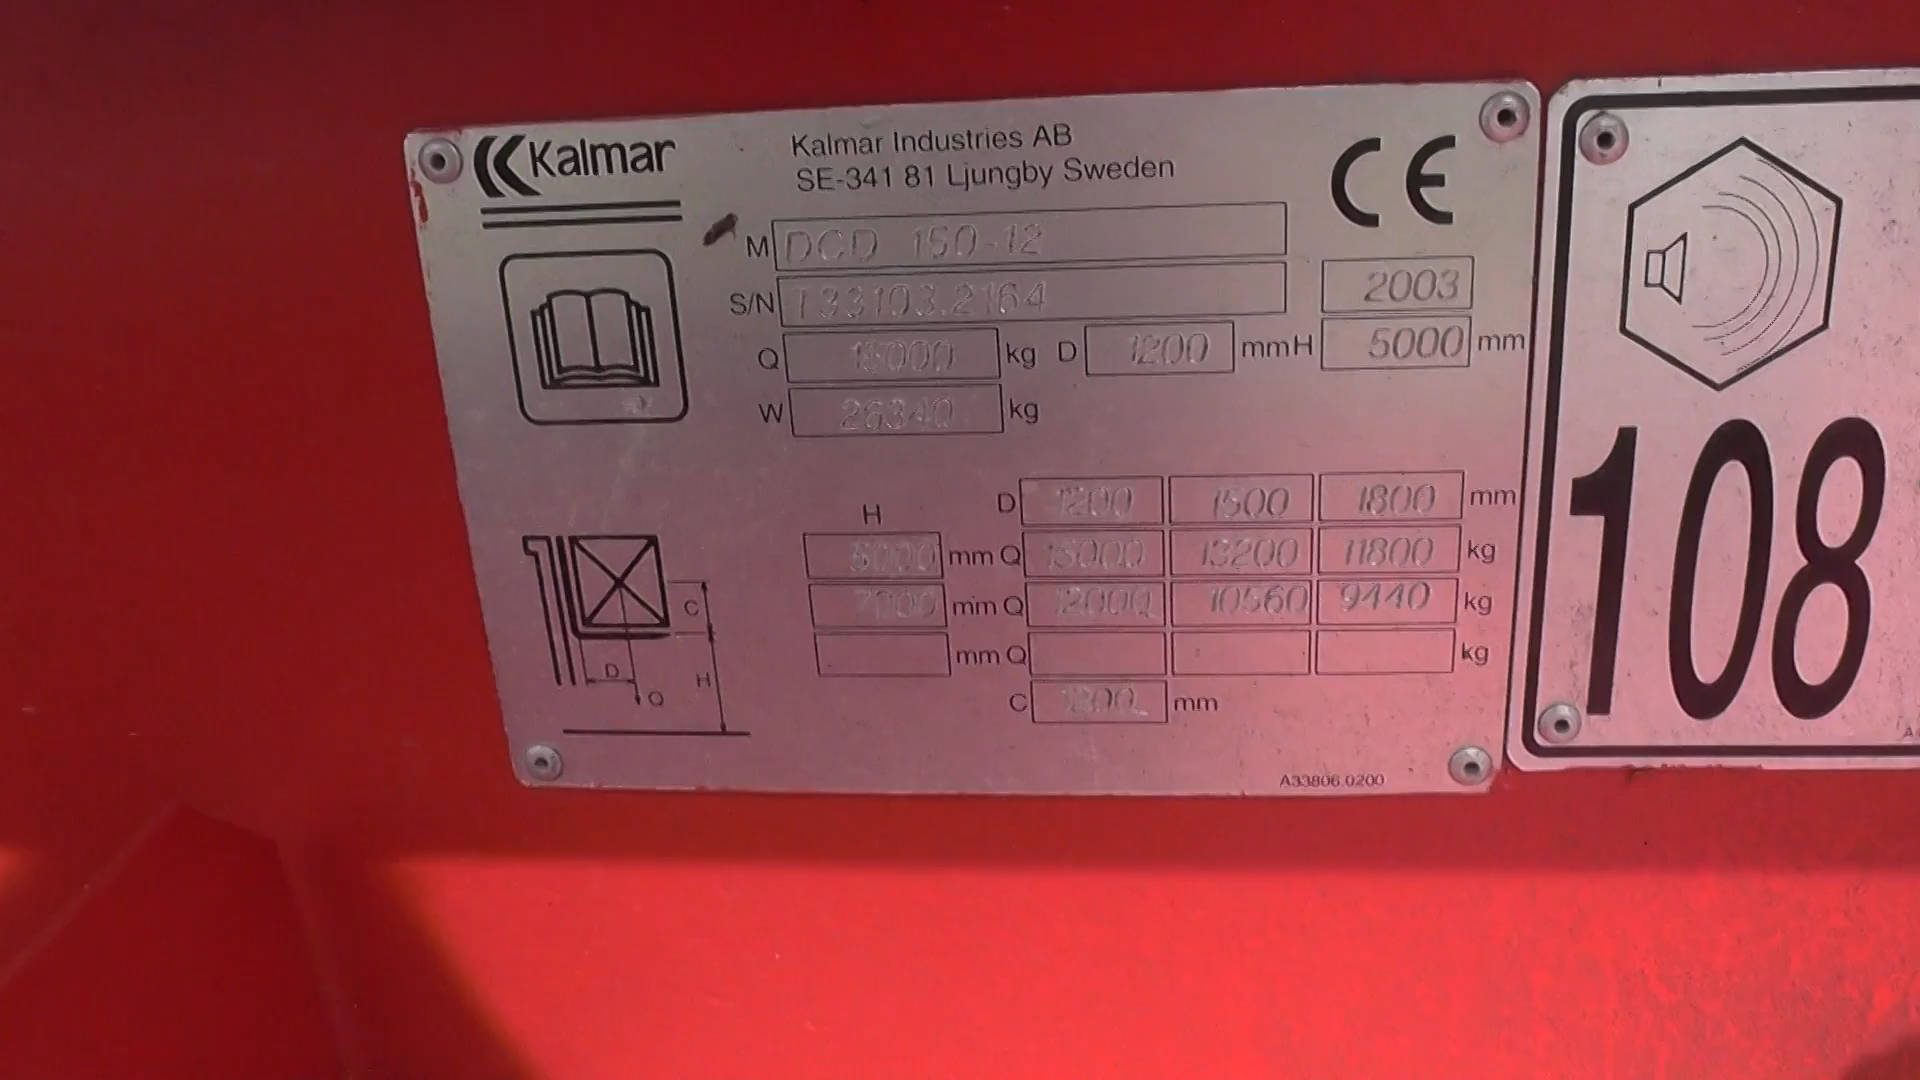 Kalmar
Kalmar Industries AB
SE-341 81 Ljungby Sweden
CE
M DCD 150-12
S/N T33103.2164 2003
Q 15000 kg D 1200 mm H 5000 mm
W 26340 kg
H D 1200 1500 1800 mm
5000 mm Q 15000 13200 11800 kg
7000 mm Q 12000 10560 9440 kg
mm Q kg
C 1200 mm
C
D
H
Q
A33806.0200
108